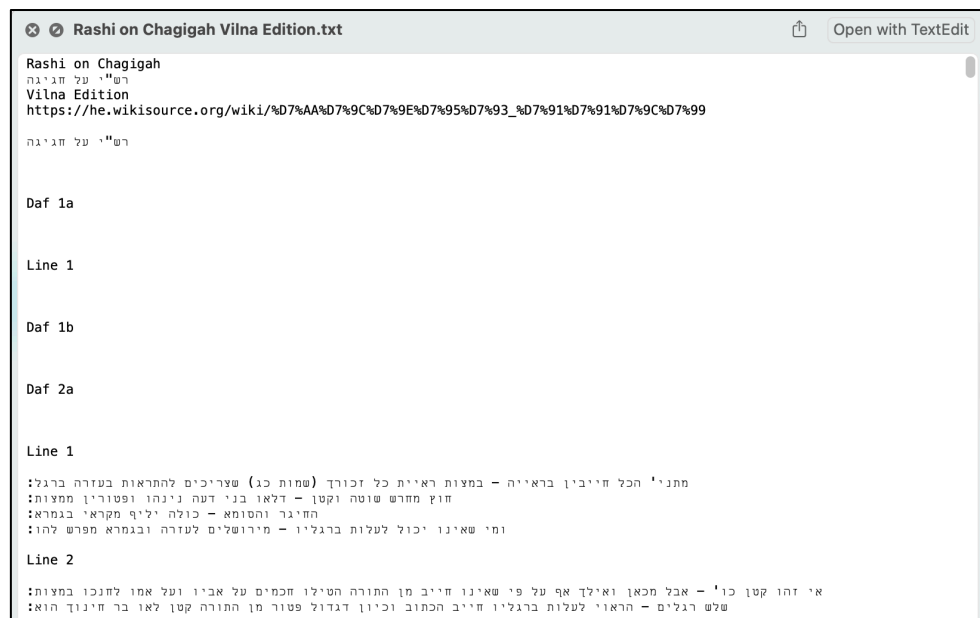 Rashi on Chagigah Vilna Edition.txt
Open with TextEdit
Rashi on Chagigah
רש"י על חגיגה
Vilna Edition
https://he.wikisource.org/wiki/%D7%AA%D7%9C%D7%9E%D7%95%D7%93_%D7%91%D7%91%D7%9C%D7%99
רש"י על חגיגה
Daf 1a
Line 1
Daf 1b
Daf 2a
Line 1
מתני' הכל חייבין בראייה – במצות ראיית כל זכורך (שמות כג) שצריכים להתראות בעזרה ברגל:
חוץ מחרש שוטה וקטן – דלאו בני דעה נינהו ופטורין ממצות:
החיגר והסומא – כולה יליף מקראי בגמרא:
ומי שאינו יכול לעלות ברגליו – מירושלים לעזרה ובגמרא מפרש להו:
Line 2
אי זהו קטן כו' – אבל מכאן ואילך אף על פי שאינו חייב מן התורה הטילו חכמים על אביו ועל אמו לחנכו במצות:
שלש רגלים – הראוי לעלות ברגליו חייב הכתוב וכיון דגדול פטור מן התורה קטן לאו בר חינוך הוא: